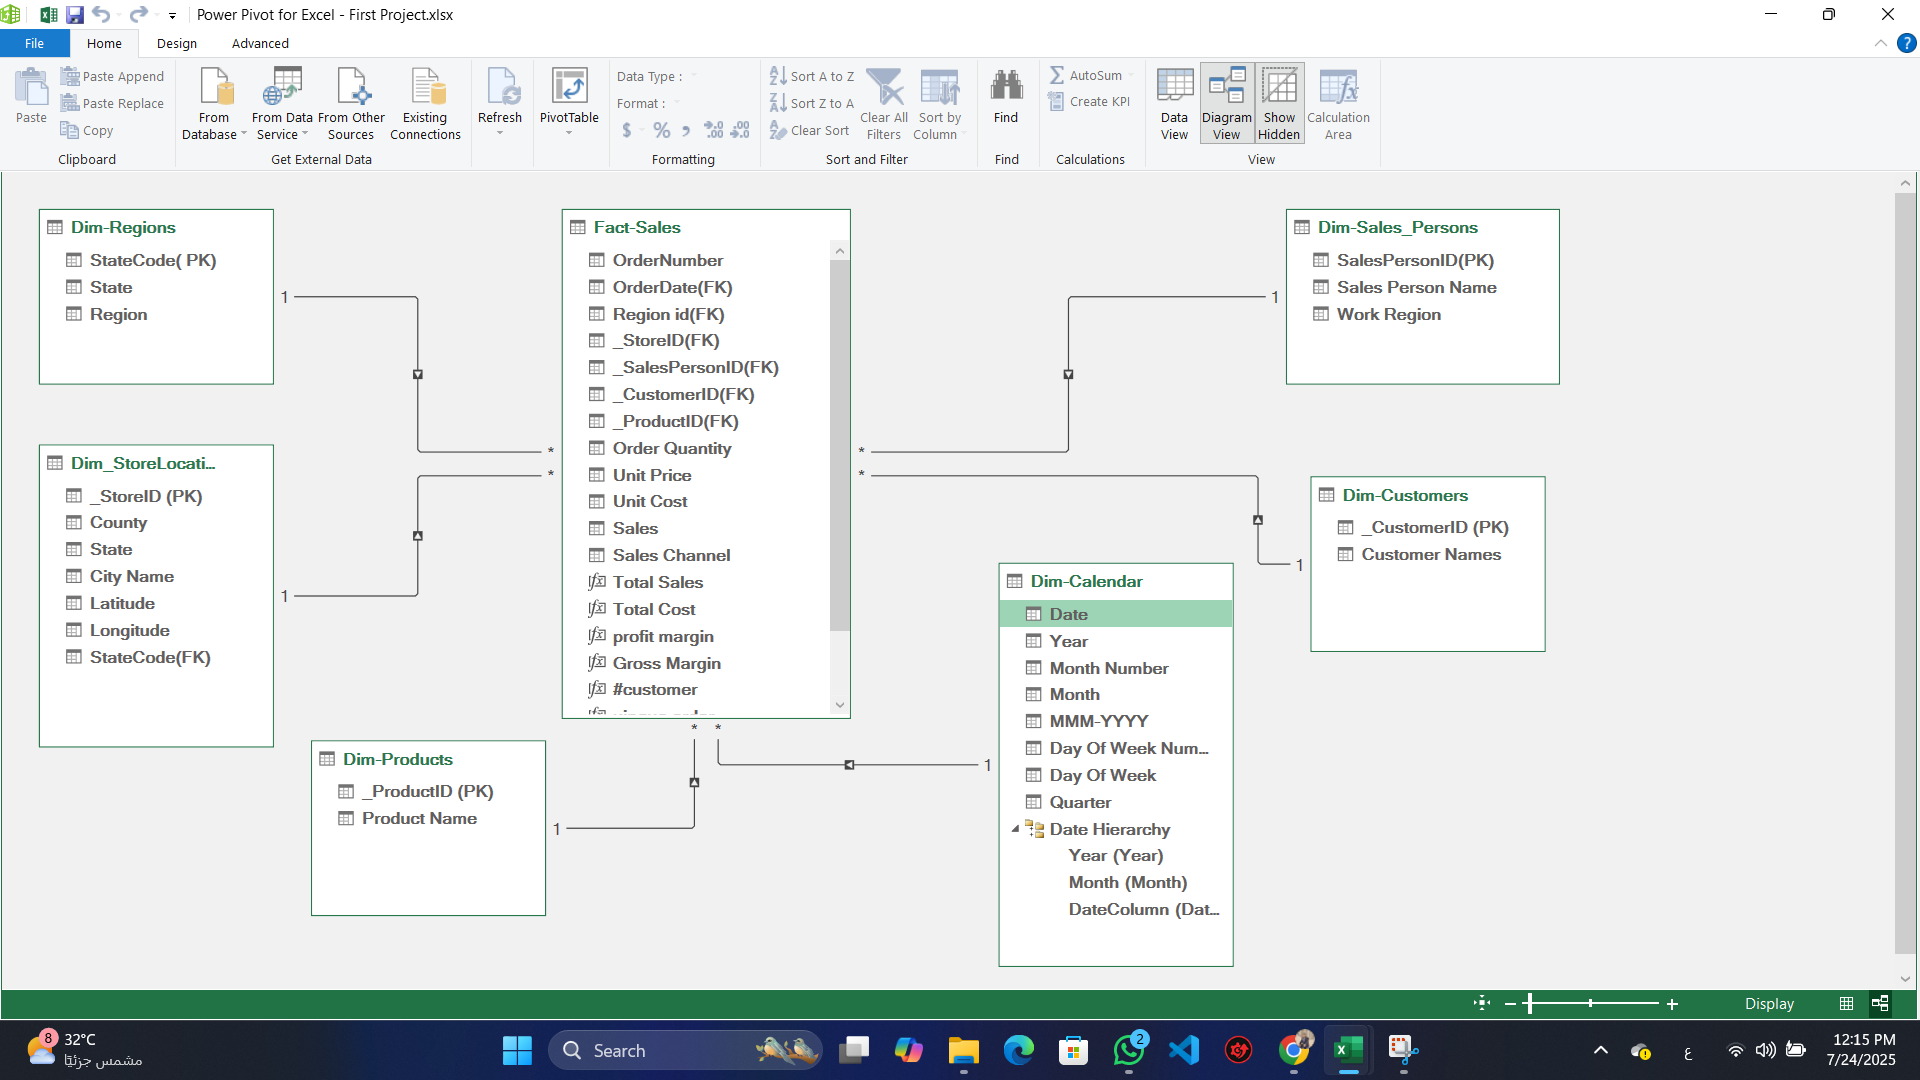 Power Pivot for Excel - First Project.xlsx
File
Home
Design
Advanced
Paste
Paste Append
Paste Replace
Copy
Clipboard
From Database
From Data Service
From Other Sources
Existing Connections
Get External Data
Refresh
PivotTable
Data Type :
Format :
$ % ,
Formatting
Sort A to Z
Sort Z to A
Clear Sort
Clear All Filters
Sort by Column
Sort and Filter
Find
Find
AutoSum
Create KPI
Calculations
Data View
Diagram View
Show Hidden
Calculation Area
View
Dim-Regions
StateCode( PK)
State
Region
1
*
Dim_StoreLocati...
_StoreID (PK)
County
State
City Name
Latitude
Longitude
StateCode(FK)
1
*
Fact-Sales
OrderNumber
OrderDate(FK)
Region id(FK)
_StoreID(FK)
_SalesPersonID(FK)
_CustomerID(FK)
_ProductID(FK)
Order Quantity
Unit Price
Unit Cost
Sales
Sales Channel
Total Sales
Total Cost
profit margin
Gross Margin
#customer
Dim-Sales_Persons
SalesPersonID(PK)
Sales Person Name
Work Region
1
*
Dim-Customers
_CustomerID (PK)
Customer Names
1
*
Dim-Products
_ProductID (PK)
Product Name
1
*
Dim-Calendar
Date
Year
Month Number
Month
MMM-YYYY
Day Of Week Num...
Day Of Week
Quarter
Date Hierarchy
Year (Year)
Month (Month)
DateColumn (Dat...
1
*
Display
8
32°C
مشمس جزئيًا
Search
2
ع
12:15 PM
7/24/2025